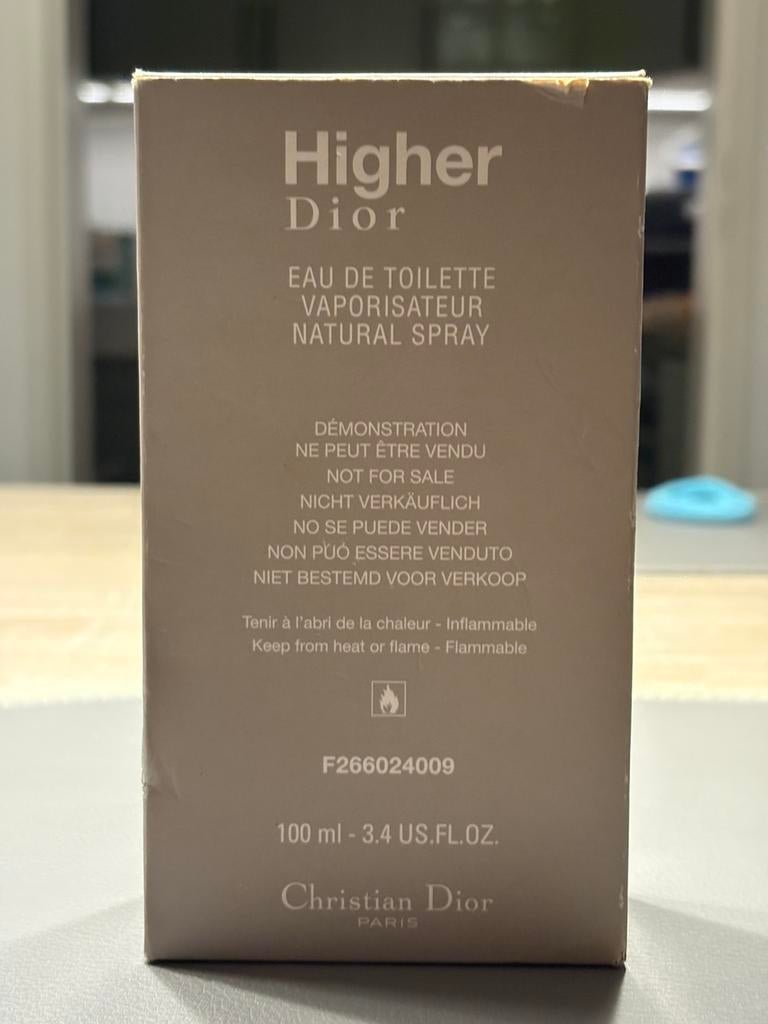 Higher
Dior
EAU DE TOILETTE
VAPORISATEUR
NATURAL SPRAY
DÉMONSTRATION
NE PEUT ÊTRE VENDU
NOT FOR SALE
NICHT VERKÄUFLICH
NO SE PUEDE VENDER
NON PUÓ ESSERE VENDUTO
NIET BESTEMD VOOR VERKOOP
Tenir à l'abri de la chaleur - Inflammable
Keep from heat or flame - Flammable
F266024009
100 ml - 3.4 US.FL.OZ.
Christian Dior
PARIS